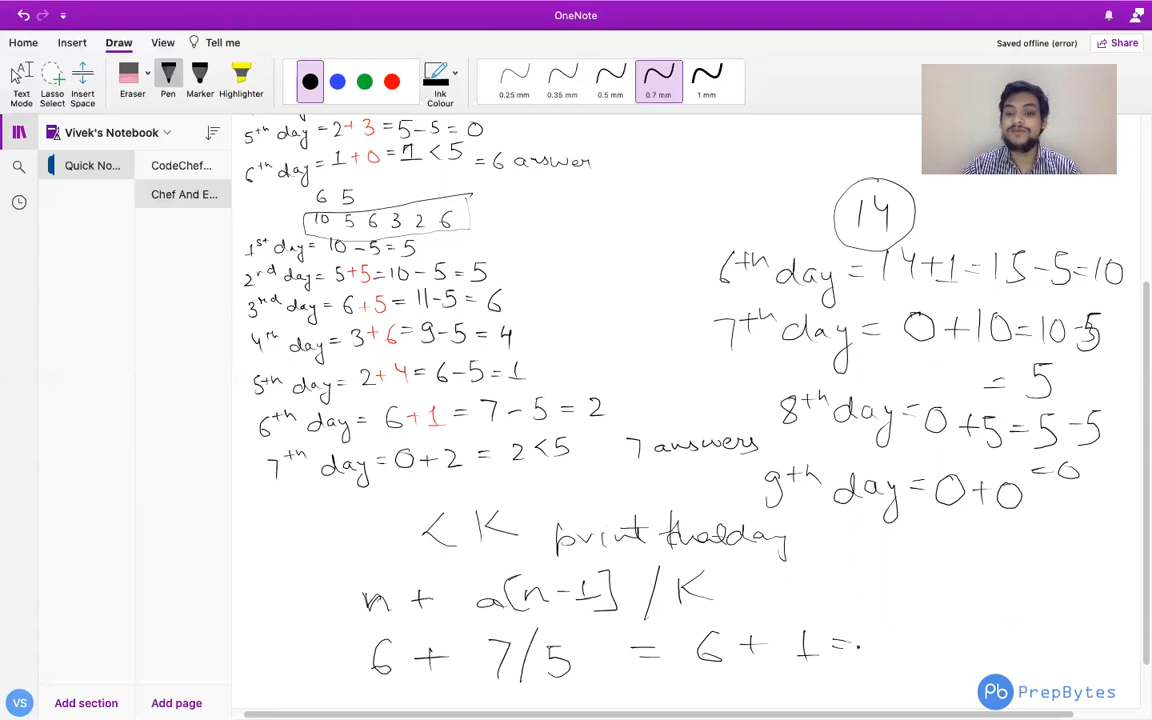 OneNote
Home Insert Draw View Tell me
Saved offline (error) Share
Text Mode Lasso Select Insert Space Eraser Pen Marker Highlighter Ink Colour 0.25 mm 0.35 mm 0.5 mm 0.7 mm 1 mm
Vivek's Notebook
Quick No... CodeChef...
Chef And E...
5th day = 2+3 = 5-5 = 0
6th day = 1+0 = 1 < 5 = 6 answer
6 5
10 5 6 3 2 6
1st day = 10-5 = 5
2rd day = 5+5 = 10-5 = 5
3rd day = 6+5 = 11-5 = 6
4th day = 3+6 = 9-5 = 4
5th day = 2+4 = 6-5 = 1
6th day = 6+1 = 7-5 = 2
7th day = 0+2 = 2<5 7 answers
14
6th day = 14+1 = 15-5 = 10
7th day = 0+10 = 10-5
= 5
8th day = 0+5 = 5-5
= 0
9th day = 0+0
< K print that day
n + a[n-1] / K
6 + 7/5 = 6 + 1 =
VS Add section Add page
Pb PrepBytes